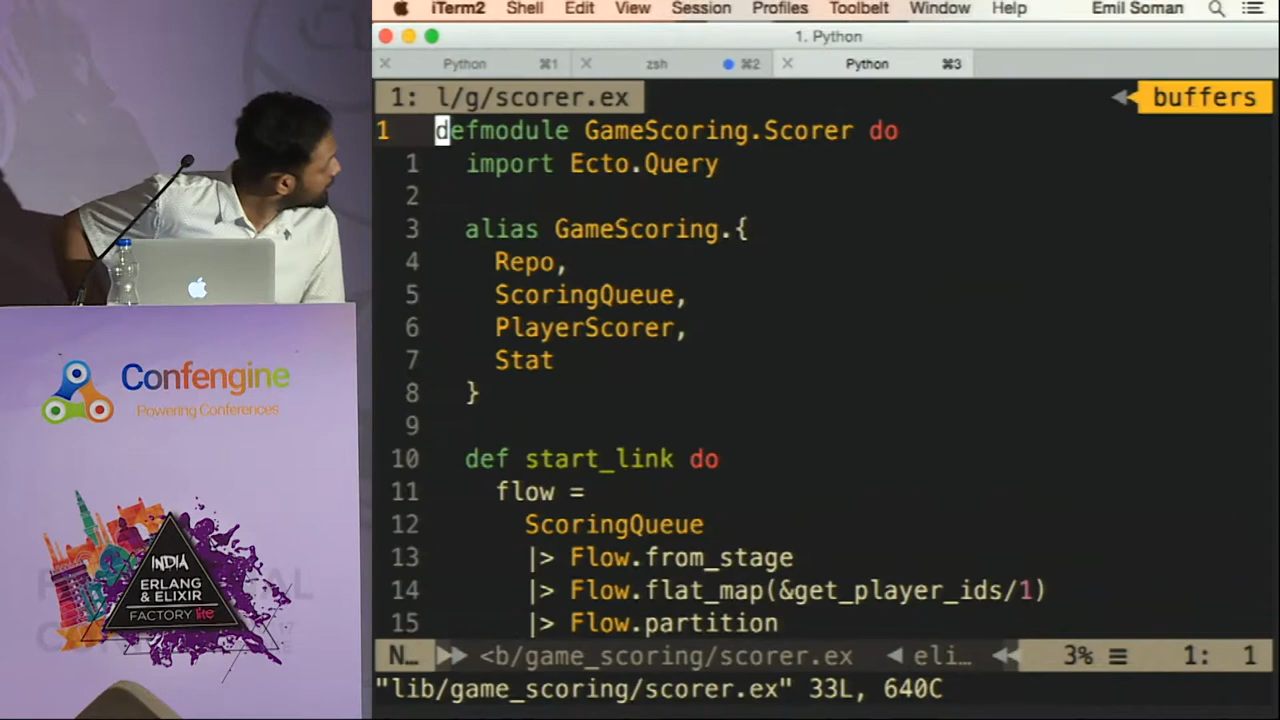 iTerm2 Shell Edit View Session Profiles Toolbelt Window Help Emil Soman
1. Python
Python ⌘1 zsh ⌘2 Python ⌘3
1: l/g/scorer.ex buffers
1 defmodule GameScoring.Scorer do
1 import Ecto.Query
2
3 alias GameScoring.{
4 Repo,
5 ScoringQueue,
6 PlayerScorer,
7 Stat
8 }
9
10 def start_link do
11 flow =
12 ScoringQueue
13 |> Flow.from_stage
14 |> Flow.flat_map(&get_player_ids/1)
15 |> Flow.partition
N... <b/game_scoring/scorer.ex eli... 3% 1: 1
"lib/game_scoring/scorer.ex" 33L, 640C
Confengine
Powering Conferences
INDIA
ERLANG
& ELIXIR
FACTORY lite